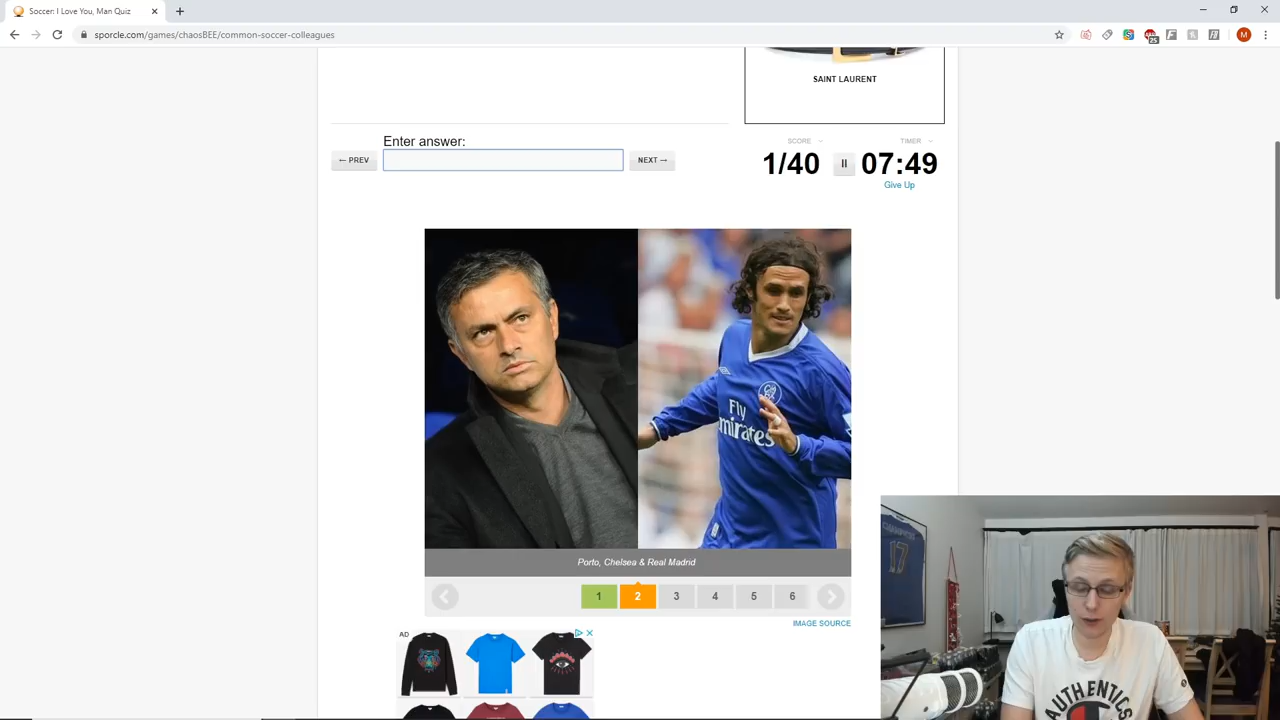 Soccer: I Love You, Man Quiz
sporcle.com/games/chaosBEE/common-soccer-colleagues
25
M
SAINT LAURENT
Enter answer:
← PREV
NEXT →
SCORE
TIMER
1/40
07:49
Give Up
Fly
Emirates
Porto, Chelsea & Real Madrid
1 2 3 4 5 6
IMAGE SOURCE
AD
17
AUTHENTIC